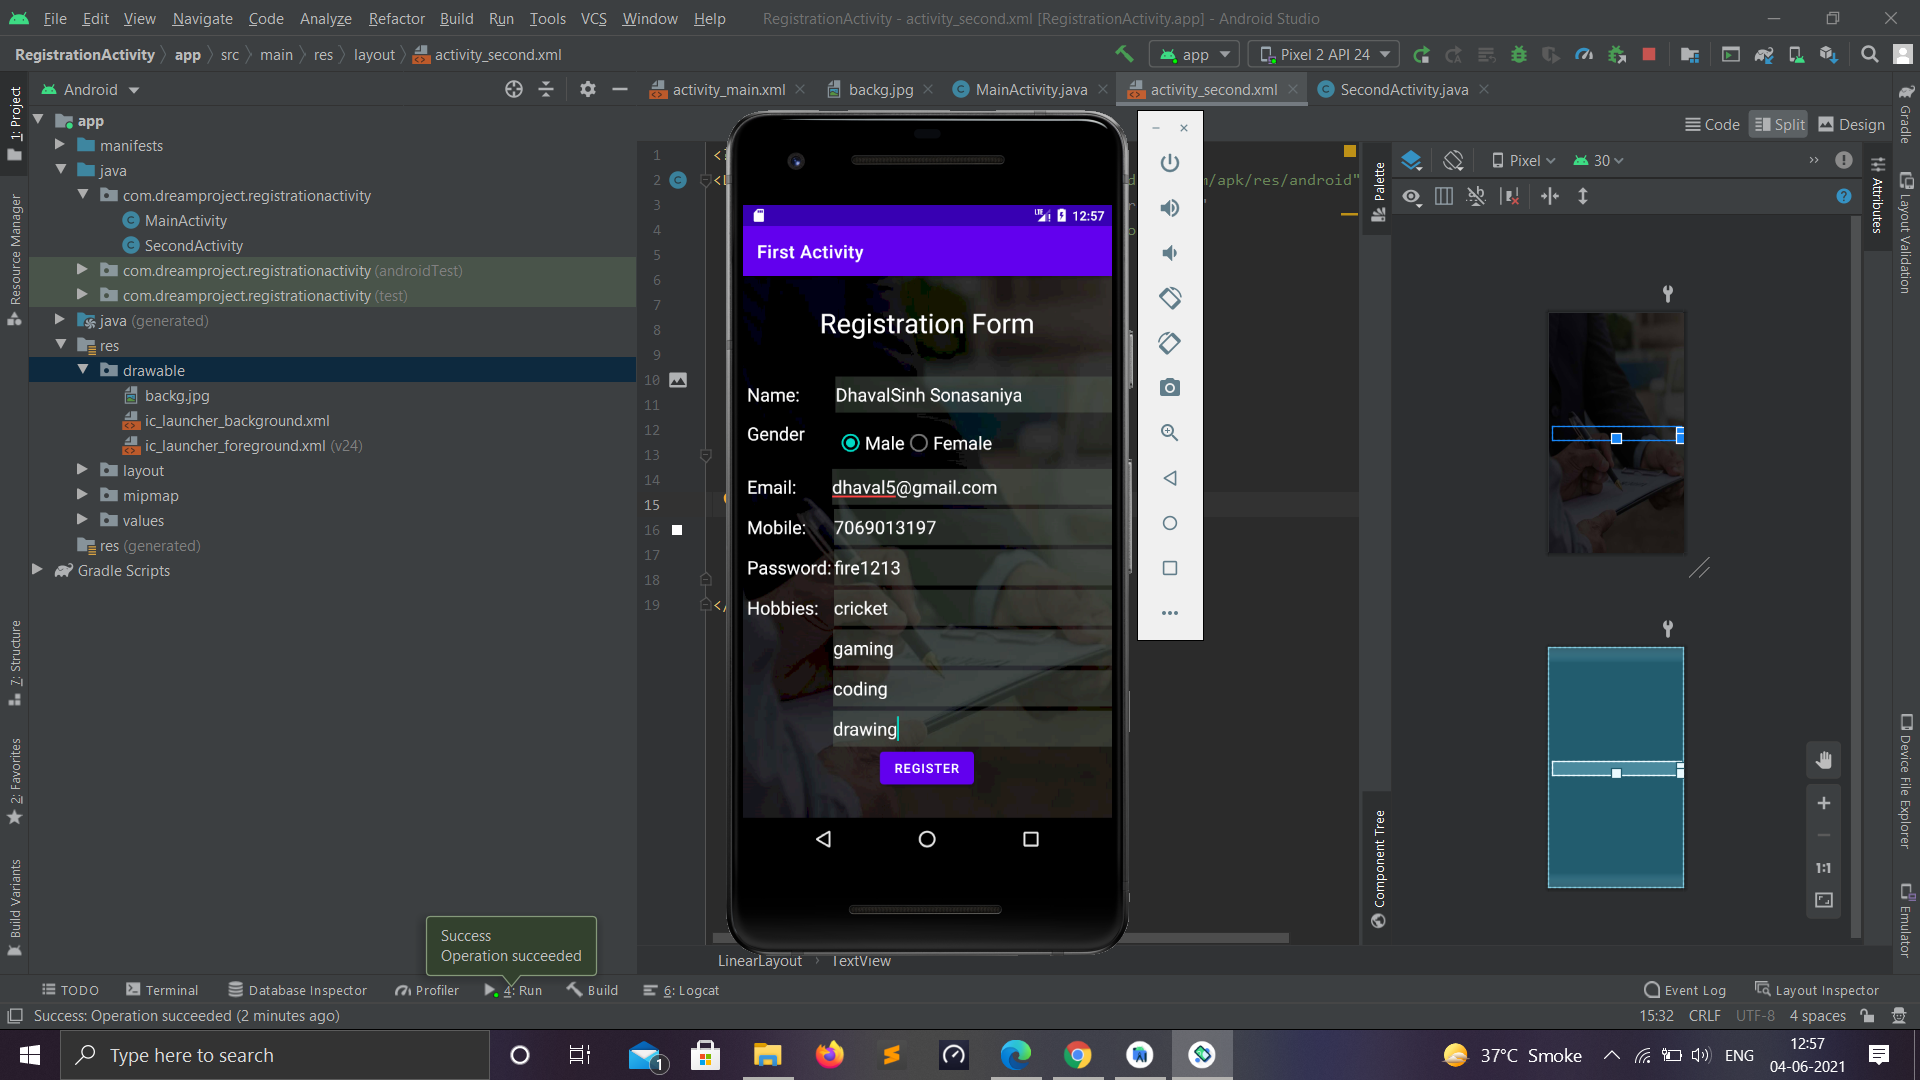 File Edit View Navigate Code Analyze Refactor Build Run Tools VCS Window Help RegistrationActivity - activity_second.xml [RegistrationActivity.app] - Android Studio
RegistrationActivity app src main res layout activity_second.xml app Pixel 2 API 24
Android
activity_main.xml backg.jpg MainActivity.java activity_second.xml SecondActivity.java
Code Split Design
1: Project
Resource Manager
7: Structure
2: Favorites
Build Variants
app
manifests
java
com.dreamproject.registrationactivity
MainActivity
SecondActivity
com.dreamproject.registrationactivity (androidTest)
com.dreamproject.registrationactivity (test)
java (generated)
res
drawable
backg.jpg
ic_launcher_background.xml
ic_launcher_foreground.xml (v24)
layout
mipmap
values
res (generated)
Gradle Scripts
1
2
3
4
5
6
7
8
9
10
11
12
13
14
15
16
17
18
19
m/apk/res/android"
LTE 12:57
First Activity
Registration Form
Name: DhavalSinh Sonasaniya
Gender Male Female
Email: dhaval5@gmail.com
Mobile: 7069013197
Password: fire1213
Hobbies: cricket
gaming
coding
drawing
REGISTER
Palette
Component Tree
Pixel 30
1:1
Gradle
Layout Validation
Attributes
Device File Explorer
Emulator
LinearLayout › TextView
Success
Operation succeeded
TODO Terminal Database Inspector Profiler 4: Run Build 6: Logcat Event Log Layout Inspector
Success: Operation succeeded (2 minutes ago) 15:32 CRLF UTF-8 4 spaces
Type here to search
1
37°C Smoke ENG
12:57
04-06-2021